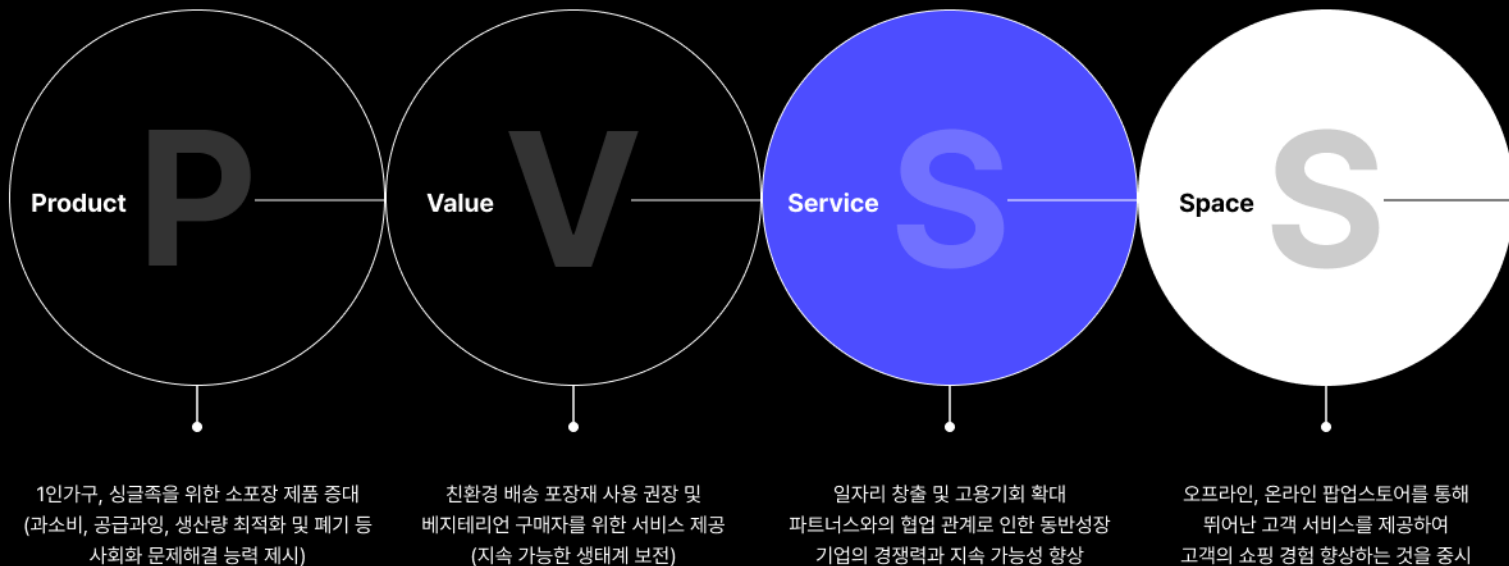 Product
P
Value
V
Service
S
Space
S
1인가구, 싱글족을 위한 소포장 제품 증대
(과소비, 공급과잉, 생산량 최적화 및 폐기 등
사회화 문제해결 능력 제시)
친환경 배송 포장재 사용 권장 및
베지테리언 구매자를 위한 서비스 제공
(지속 가능한 생태계 보전)
일자리 창출 및 고용기회 확대
파트너스와의 협업 관계로 인한 동반성장
기업의 경쟁력과 지속 가능성 향상
오프라인, 온라인 팝업스토어를 통해
뛰어난 고객 서비스를 제공하여
고객의 쇼핑 경험 향상하는 것을 중시